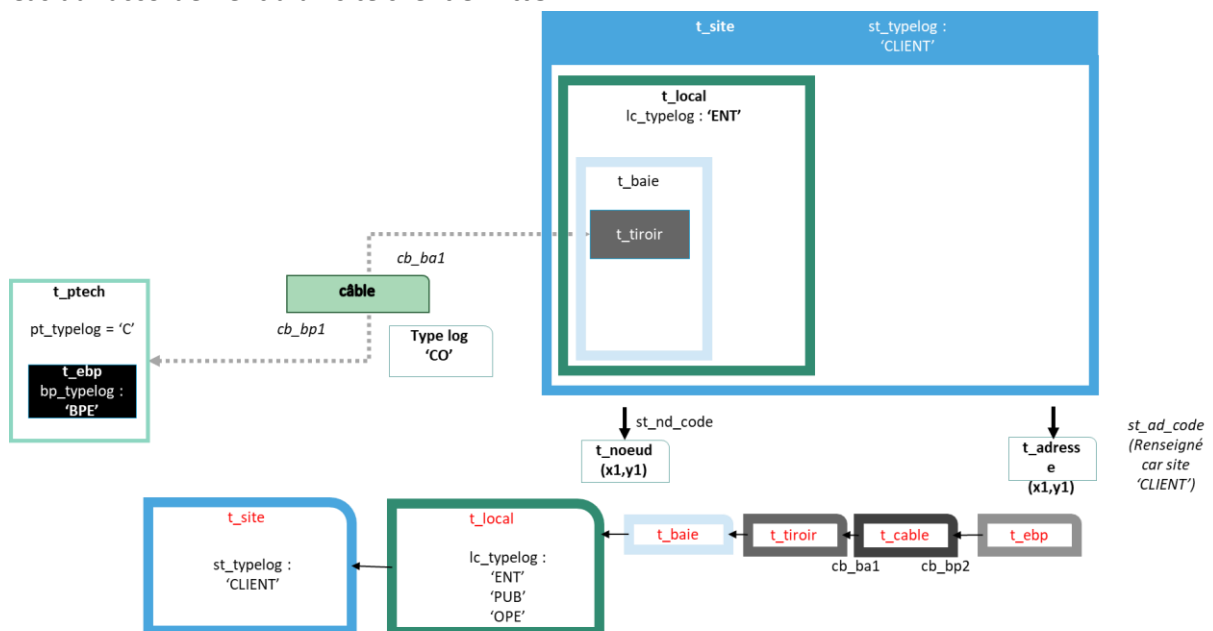 t_site
st_typelog :
'CLIENT'
t_local
lc_typelog : 'ENT'
t_baie
t_tiroir
cb_ba1
câble
cb_bp1
Type log
'CO'
t_ptech
pt_typelog = 'C'
t_ebp
bp_typelog :
'BPE'
st_nd_code
t_noeud
(x1,y1)
t_adress
e
(x1,y1)
st_ad_code
(Renseigné
car site
'CLIENT')
t_site
st_typelog :
'CLIENT'
t_local
lc_typelog :
'ENT'
'PUB'
'OPE'
t_baie
t_tiroir
t_cable
t_ebp
cb_ba1
cb_bp2